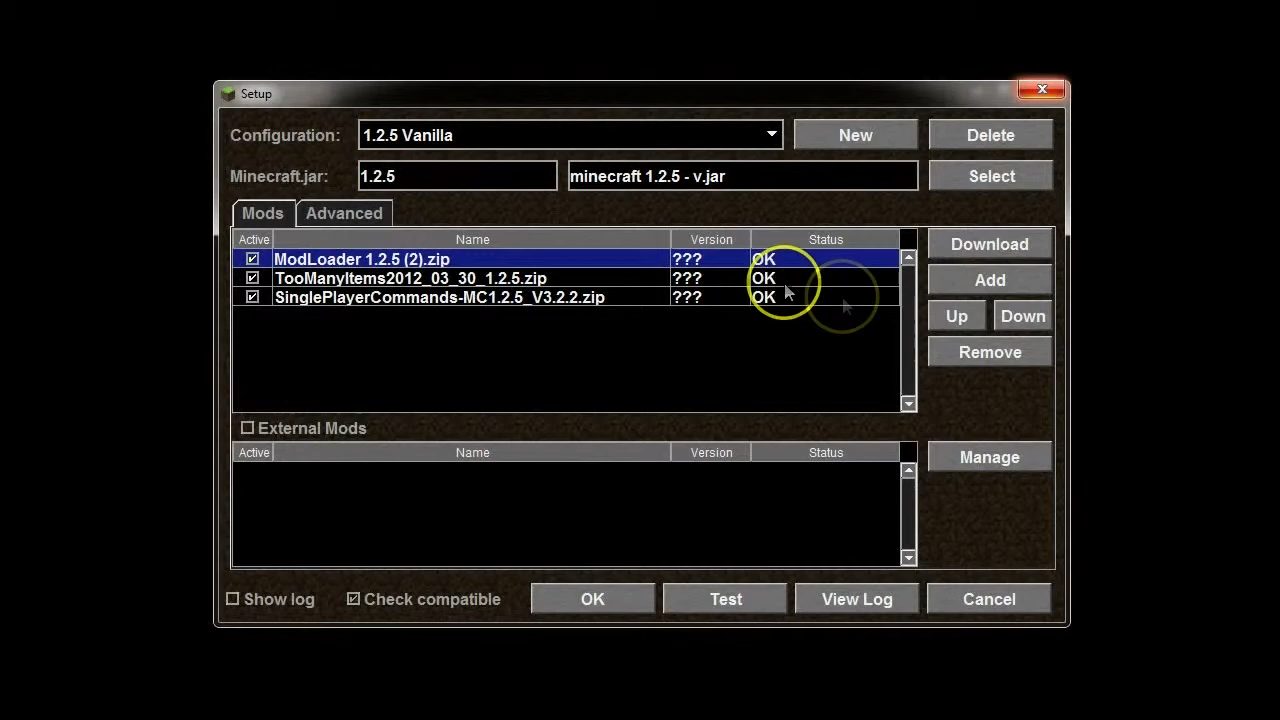 Setup
Configuration: 1.2.5 Vanilla New Delete
Minecraft.jar: 1.2.5 minecraft 1.2.5 - v.jar Select
Mods Advanced
Active Name Version Status Download
ModLoader 1.2.5 (2).zip ??? OK
TooManyItems2012_03_30_1.2.5.zip ??? OK Add
SinglePlayerCommands-MC1.2.5_V3.2.2.zip ??? OK
Up Down
Remove
External Mods
Active Name Version Status Manage
Show log Check compatible OK Test View Log Cancel